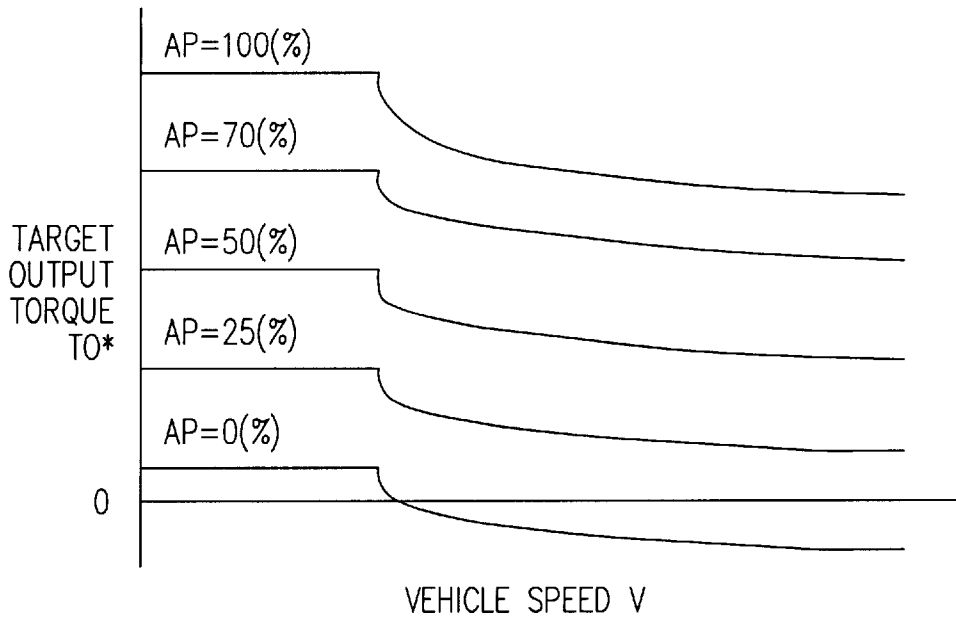 AP=100(%)
AP=70(%)
AP=50(%)
AP=25(%)
AP=0(%)
TARGET
OUTPUT
TORQUE
TO*
0
VEHICLE SPEED V